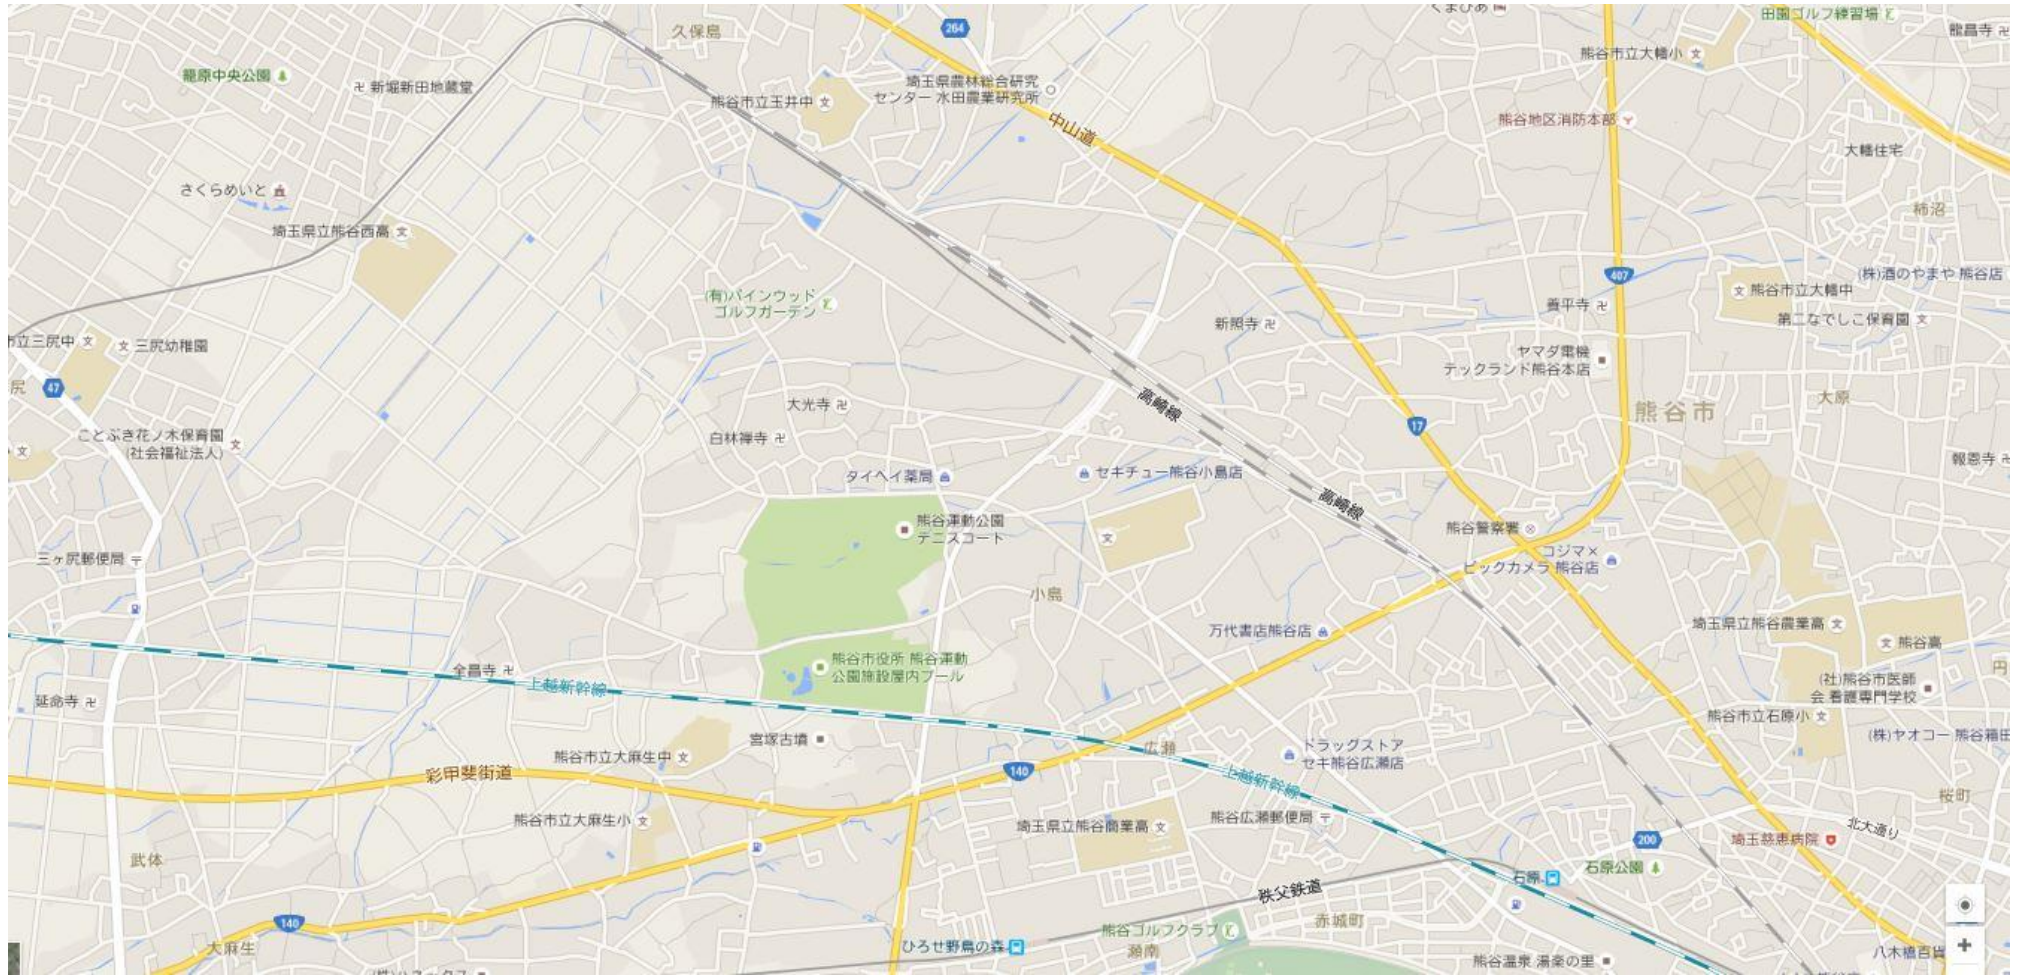 久保島
264
田園ゴルフ練習場
龍昌寺
籠原中央公園
新堀新田地蔵堂
埼玉県農林総合研究
センター 水田農業研究所
熊谷市立玉井中
熊谷市立大幡小
中山道
熊谷地区消防本部
大幡住宅
さくらめいと
埼玉県立熊谷西高
柿沼
407
(株)酒のやまや 熊谷店
熊谷市立大幡中
(有)パインウッド
ゴルフガーデン
新照寺
善平寺
第二なでしこ保育園
市立三尻中
三尻幼稚園
ヤマダ電機
テックランド熊谷本店
尻
47
大光寺
高崎線
大原
熊谷市
17
ことぶき花ノ木保育園
(社会福祉法人)
白林禅寺
報恩寺
タイヘイ薬局
セキチュー熊谷小島店
高崎線
熊谷運動公園
テニスコート
熊谷警察署
三ヶ尻郵便局
コジマ×
ビックカメラ 熊谷店
小島
万代書店熊谷店
埼玉県立熊谷農業高
熊谷高
全昌寺
上越新幹線
熊谷市役所 熊谷運動
公園施設屋内プール
円
(社)熊谷市医師
会 看護専門学校
延命寺
熊谷市立石原小
(株)ヤオコー 熊谷箱田
宮塚古墳
熊谷市立大麻生中
広瀬
ドラッグストア
セキ熊谷広瀬店
彩甲斐街道
140
上越新幹線
桜町
熊谷市立大麻生小
埼玉県立熊谷商業高
熊谷広瀬郵便局
北大通り
200
埼玉慈恵病院
武体
石原公園
石原
秩父鉄道
140
赤城町
大麻生
ひろせ野鳥の森
熊谷ゴルフクラブ
瀬南
熊谷温泉 湯楽の里
八木橋百貨